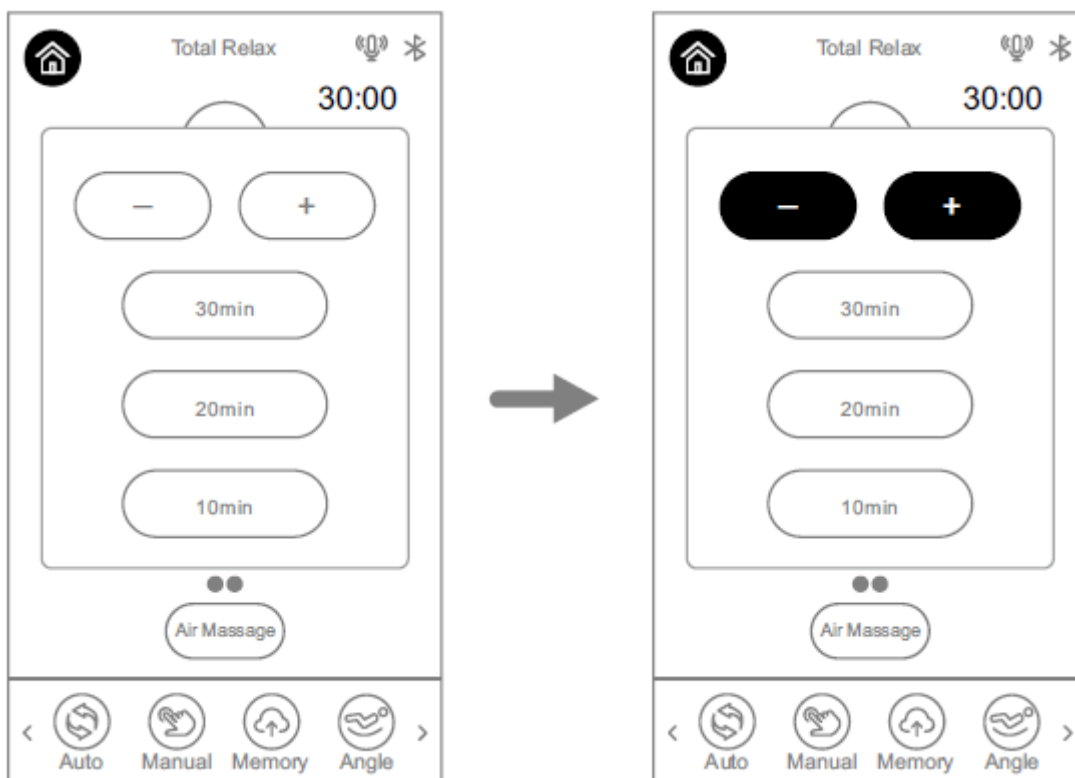 Total Relax
30:00
– +
30min
20min
10min
Air Massage
< Auto Manual Memory Angle >
Total Relax
30:00
– +
30min
20min
10min
Air Massage
< Auto Manual Memory Angle >